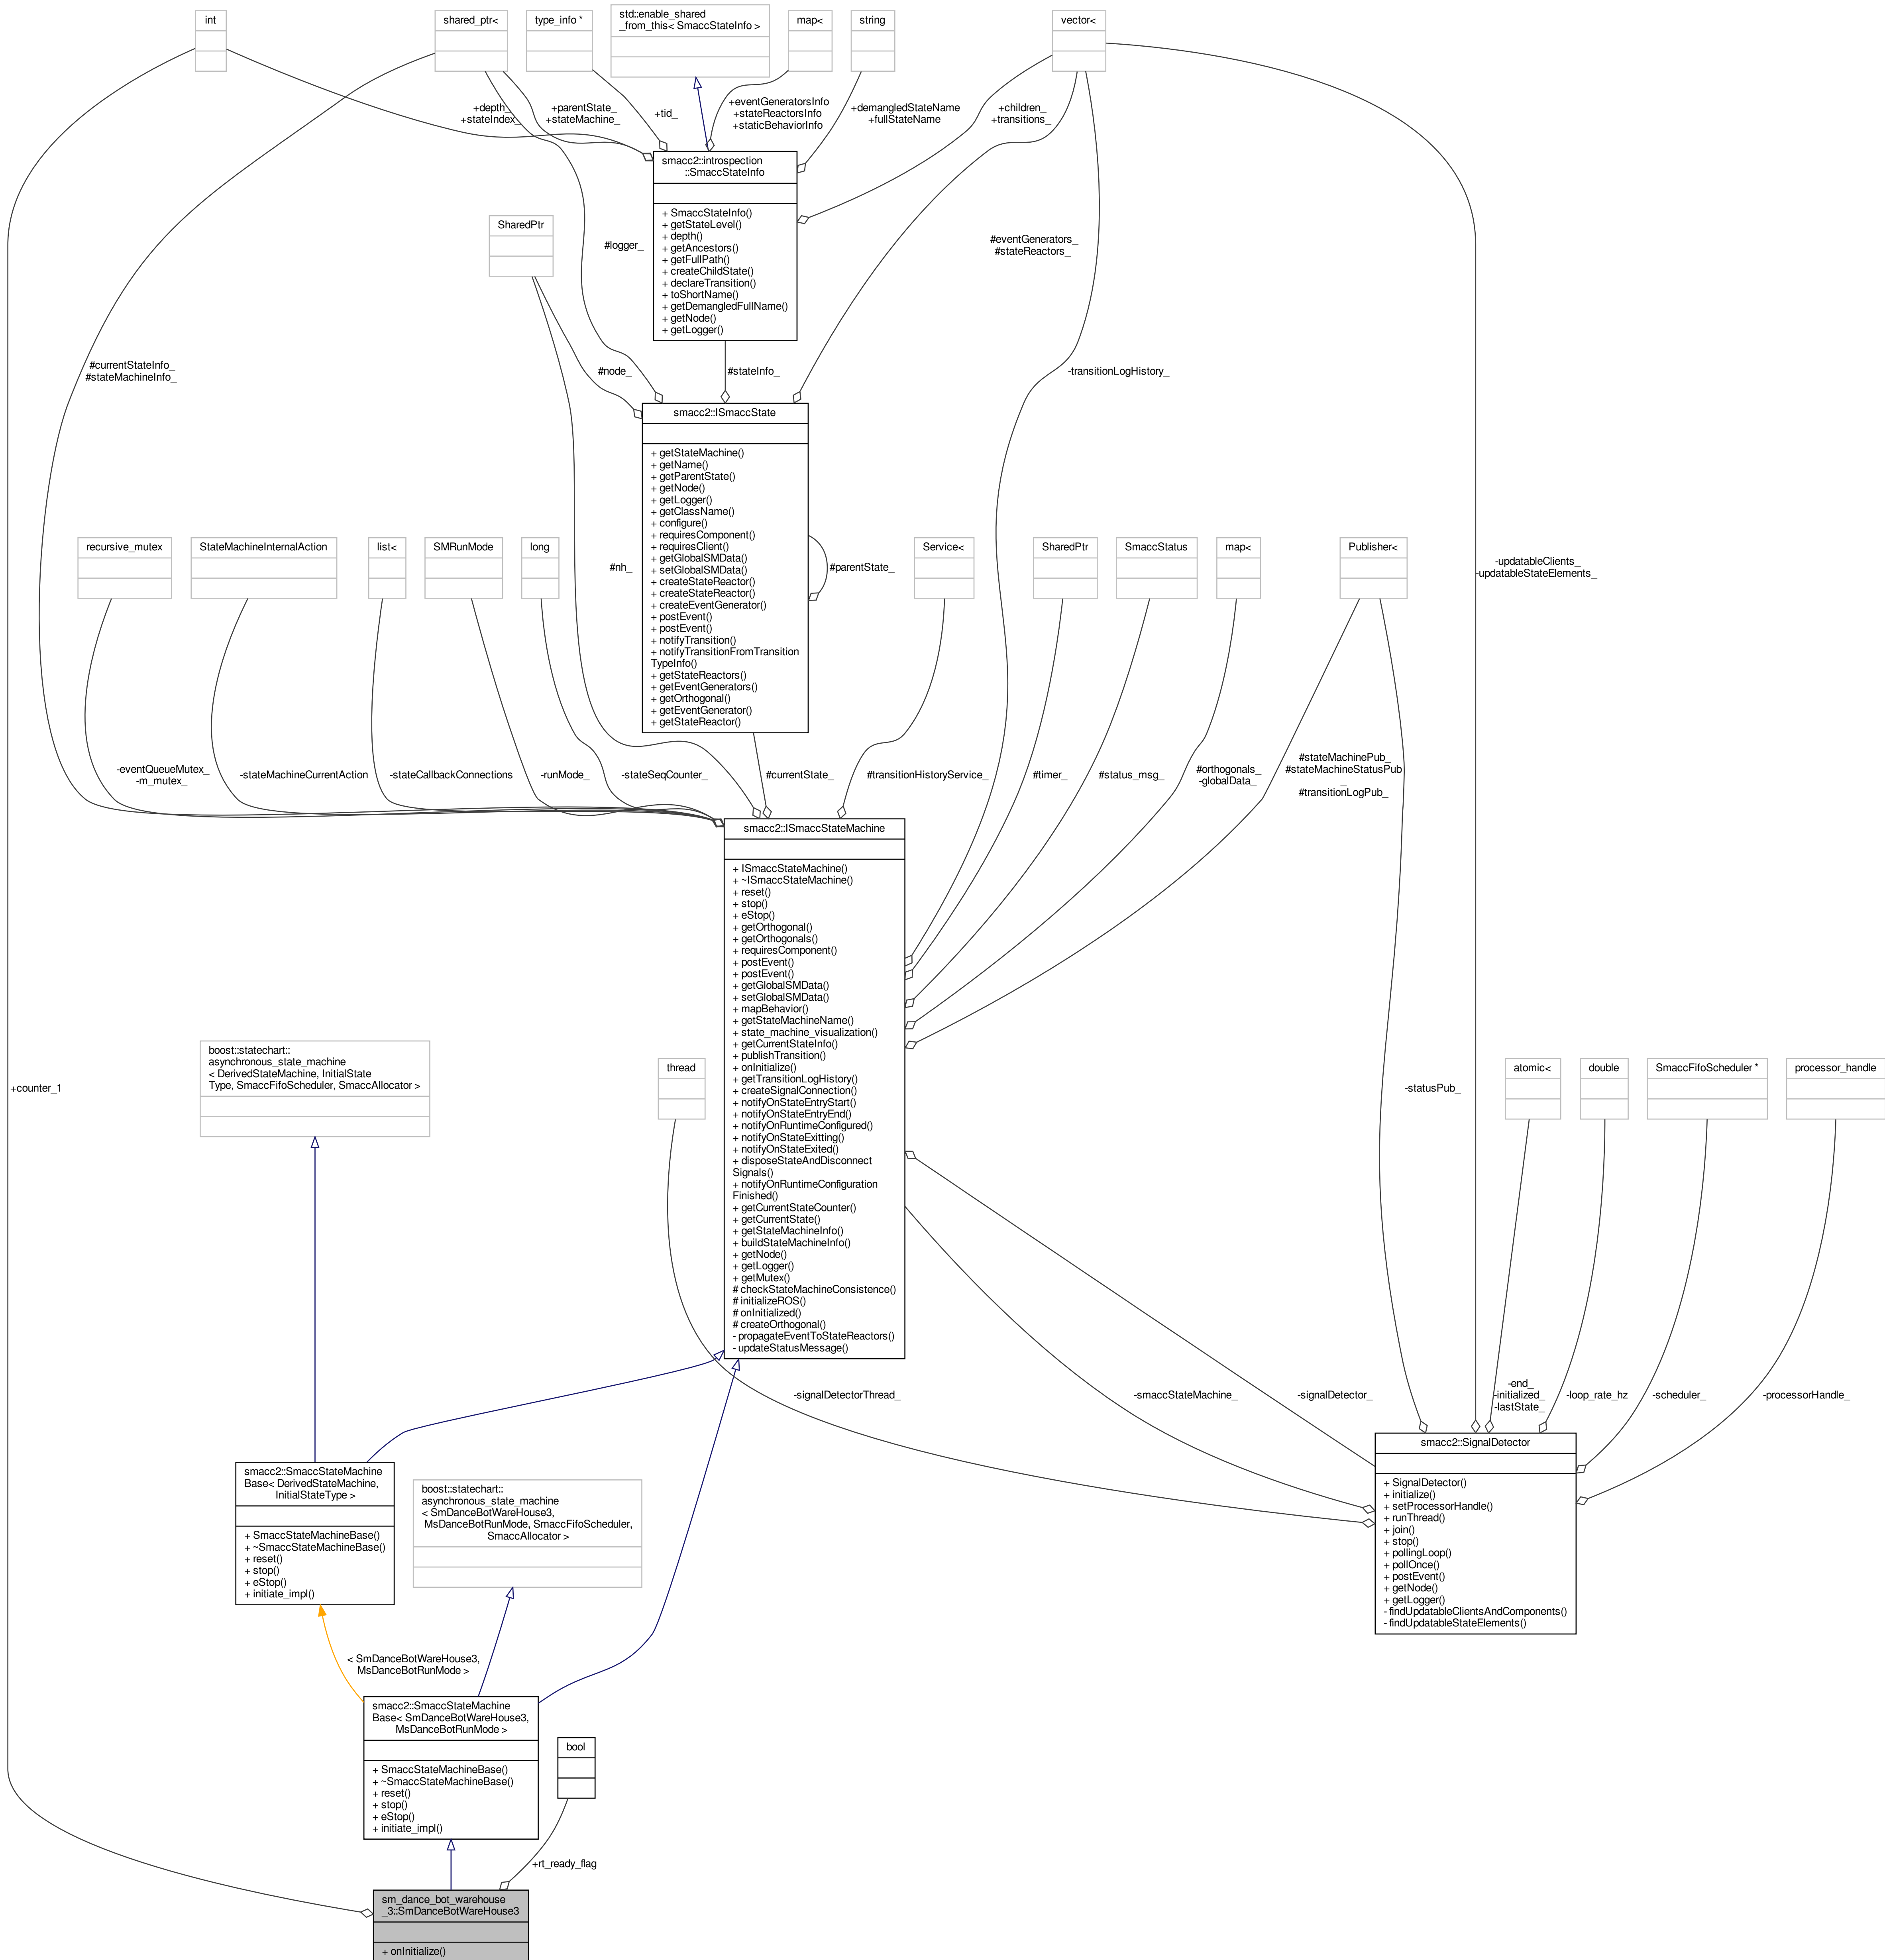 int
shared_ptr<
type_info *
std::enable_shared
_from_this< SmaccStateInfo >
map<
string
vector<
+depth_
+stateIndex_
+parentState_
+stateMachine_
+tid_
+eventGeneratorsInfo
+stateReactorsInfo
+staticBehaviorInfo
+demangledStateName
+fullStateName
+children_
+transitions_
smacc2::introspection
::SmaccStateInfo
+ SmaccStateInfo()
+ getStateLevel()
+ depth()
+ getAncestors()
+ getFullPath()
+ createChildState()
+ declareTransition()
+ toShortName()
+ getDemangledFullName()
+ getNode()
+ getLogger()
SharedPtr
#logger_
#eventGenerators_
#stateReactors_
#currentStateInfo_
#stateMachineInfo_
#node_
#stateInfo_
-transitionLogHistory_
smacc2::ISmaccState
+ getStateMachine()
+ getName()
+ getParentState()
+ getNode()
+ getLogger()
+ getClassName()
+ configure()
+ requiresComponent()
+ requiresClient()
+ getGlobalSMData()
+ setGlobalSMData()
+ createStateReactor()
+ createStateReactor()
+ createEventGenerator()
+ postEvent()
+ postEvent()
+ notifyTransition()
+ notifyTransitionFromTransition
TypeInfo()
+ getStateReactors()
+ getEventGenerators()
+ getOrthogonal()
+ getEventGenerator()
+ getStateReactor()
#parentState_
recursive_mutex
StateMachineInternalAction
list<
SMRunMode
long
#nh_
Service<
SharedPtr
SmaccStatus
map<
Publisher<
-updatableClients_
-updatableStateElements_
-eventQueueMutex_
-m_mutex_
-stateMachineCurrentAction
-stateCallbackConnections
-runMode_
-stateSeqCounter_
#currentState_
#transitionHistoryService_
#timer_
#status_msg_
#orthogonals_
-globalData_
#stateMachinePub_
#stateMachineStatusPub
_
#transitionLogPub_
smacc2::ISmaccStateMachine
+ ISmaccStateMachine()
+ ~ISmaccStateMachine()
+ reset()
+ stop()
+ eStop()
+ getOrthogonal()
+ getOrthogonals()
+ requiresComponent()
+ postEvent()
+ postEvent()
+ getGlobalSMData()
+ setGlobalSMData()
+ mapBehavior()
+ getStateMachineName()
+ state_machine_visualization()
+ getCurrentStateInfo()
+ publishTransition()
+ onInitialize()
+ getTransitionLogHistory()
+ createSignalConnection()
+ notifyOnStateEntryStart()
+ notifyOnStateEntryEnd()
+ notifyOnRuntimeConfigured()
+ notifyOnStateExitting()
+ notifyOnStateExited()
+ disposeStateAndDisconnect
Signals()
+ notifyOnRuntimeConfiguration
Finished()
+ getCurrentStateCounter()
+ getCurrentState()
+ getStateMachineInfo()
+ buildStateMachineInfo()
+ getNode()
+ getLogger()
+ getMutex()
# checkStateMachineConsistence()
# initializeROS()
# onInitialized()
# createOrthogonal()
- propagateEventToStateReactors()
- updateStatusMessage()
+counter_1
boost::statechart::
asynchronous_state_machine
< DerivedStateMachine, InitialState
Type, SmaccFifoScheduler, SmaccAllocator >
thread
-statusPub_
atomic<
double
SmaccFifoScheduler *
processor_handle
-signalDetectorThread_
-smaccStateMachine_
-signalDetector_
-end_
-initialized_
-lastState_
-loop_rate_hz
-scheduler_
-processorHandle_
smacc2::SignalDetector
+ SignalDetector()
+ initialize()
+ setProcessorHandle()
+ runThread()
+ join()
+ stop()
+ pollingLoop()
+ pollOnce()
+ postEvent()
+ getNode()
+ getLogger()
- findUpdatableClientsAndComponents()
- findUpdatableStateElements()
smacc2::SmaccStateMachine
Base< DerivedStateMachine,
InitialStateType >
+ SmaccStateMachineBase()
+ ~SmaccStateMachineBase()
+ reset()
+ stop()
+ eStop()
+ initiate_impl()
boost::statechart::
asynchronous_state_machine
< SmDanceBotWareHouse3,
MsDanceBotRunMode, SmaccFifoScheduler,
SmaccAllocator >
< SmDanceBotWareHouse3,
MsDanceBotRunMode >
smacc2::SmaccStateMachine
Base< SmDanceBotWareHouse3,
MsDanceBotRunMode >
+ SmaccStateMachineBase()
+ ~SmaccStateMachineBase()
+ reset()
+ stop()
+ eStop()
+ initiate_impl()
bool
+rt_ready_flag
sm_dance_bot_warehouse
_3::SmDanceBotWareHouse3
+ onInitialize()